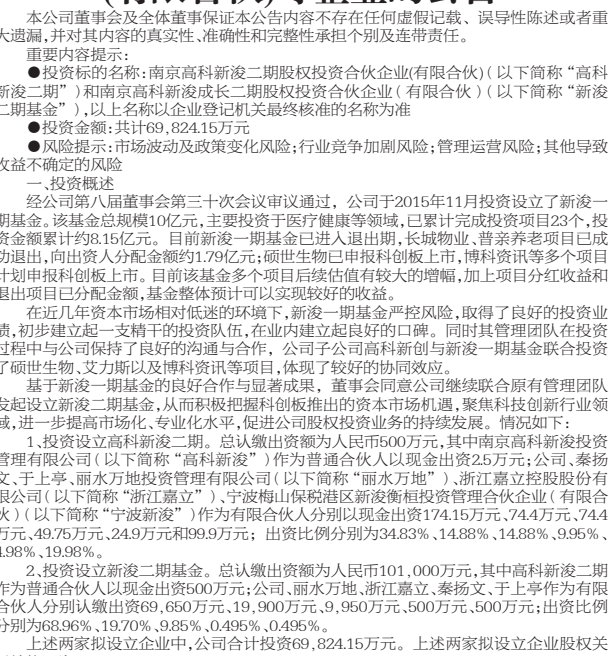 本公司董事会及全体董事保证本公告内容不存在任何虚假记载、误导性陈述或者重
大遗漏,并对其内容的真实性、准确性和完整性承担个别及连带责任。
重要内容提示:
●投资标的名称:南京高科新浚二期股权投资合伙企业(有限合伙)(以下简称“高科
新浚二期”)和南京高科新浚成长二期股权投资合伙企业(有限合伙)(以下简称“新浚
二期基金”),以上名称以企业登记机关最终核准的名称为准
●投资金额:共计69,824.15万元
●风险提示:市场波动及政策变化风险;行业竞争加剧风险;管理运营风险;其他导致
收益不确定的风险
一、投资概述
经公司第八届董事会第三十次会议审议通过，公司于2015年11月投资设立了新浚一
期基金。该基金总规模10亿元,主要投资于医疗健康等领域,已累计完成投资项目23个,投
资金额累计约8.15亿元。目前新浚一期基金已进入退出期,长城物业、普亲养老项目已成
功退出,向出资人分配金额约1.79亿元;硕世生物已申报科创板上市,博科资讯等多个项目
计划申报科创板上市。目前该基金多个项目后续估值有较大的增幅,加上项目分红收益和
退出项目已分配金额,基金整体预计可以实现较好的收益。
在近几年资本市场相对低迷的环境下,新浚一期基金严控风险,取得了良好的投资业
绩,初步建立起一支精干的投资队伍,在业内建立起良好的口碑。同时其管理团队在投资
过程中与公司保持了良好的沟通与合作，公司子公司高科新创与新浚一期基金联合投资
了硕世生物、艾力斯以及博科资讯等项目,体现了较好的协同效应。
基于新浚一期基金的良好合作与显著成果，董事会同意公司继续联合原有管理团队
发起设立新浚二期基金,从而积极把握科创板推出的资本市场机遇,聚焦科技创新行业领
域,进一步提高市场化、专业化水平,促进公司股权投资业务的持续发展。情况如下:
1、投资设立高科新浚二期。总认缴出资额为人民币500万元,其中南京高科新浚投资
管理有限公司(以下简称“高科新浚”)作为普通合伙人以现金出资2.5万元;公司、秦扬
文、于上亭、丽水万地投资管理有限公司(以下简称“丽水万地”)、浙江嘉立控股股份有
限公司(以下简称“浙江嘉立”)、宁波梅山保税港区新浚衡桓投资管理合伙企业(有限合
伙)(以下简称“宁波新浚”)作为有限合伙人分别以现金出资174.15万元、74.4万元、74.4
万元、49.75万元、24.9万元和99.9万元；出资比例分别为34.83%、14.88%、14.88%、9.95%、
4.98%、19.98%。
2、投资设立新浚二期基金。总认缴出资额为人民币101,000万元,其中高科新浚二期
作为普通合伙人以现金出资500万元;公司、丽水万地、浙江嘉立、秦扬文、于上亭作为有限
合伙人分别认缴出资69,650万元、19,900万元、9,950万元、500万元、500万元;出资比例
分别为68.96%、19.70%、9.85%、0.495%、0.495%。
上述两家拟设立企业中,公司合计投资69,824.15万元。上述两家拟设立企业股权关